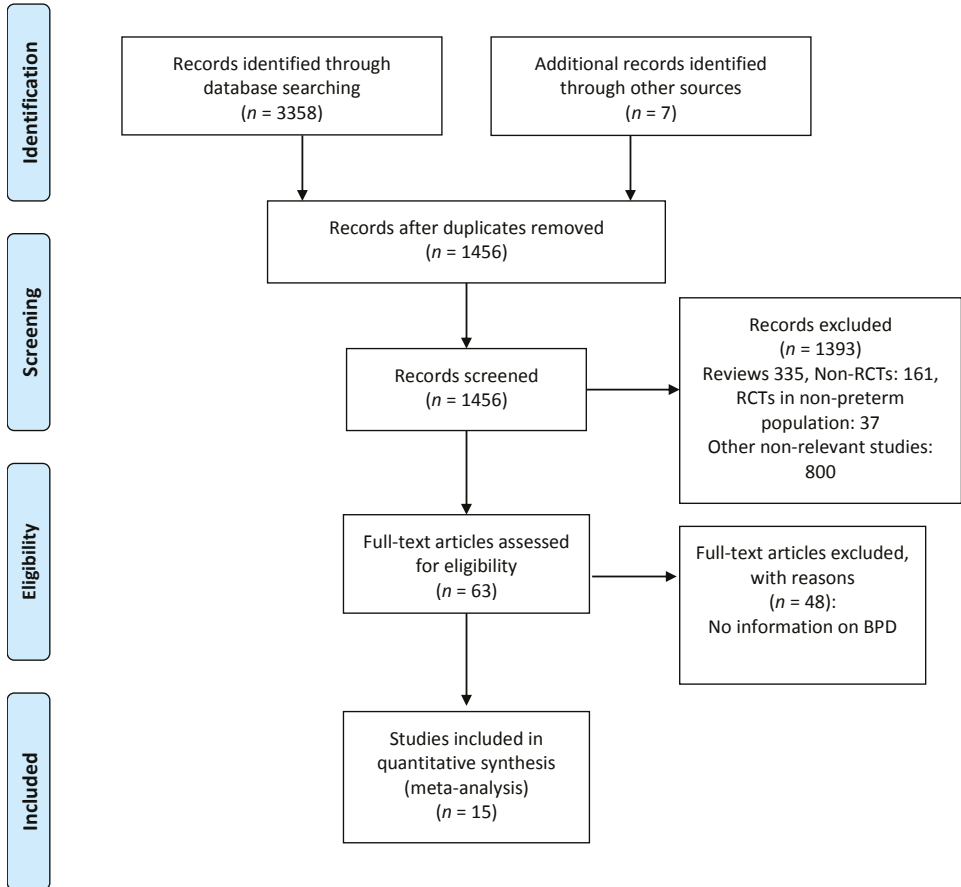 Identification
Records identified through
database searching
(n = 3358)
Additional records identified
through other sources
(n = 7)
Records after duplicates removed
(n = 1456)
Screening
Records screened
(n = 1456)
Records excluded
(n = 1393)
Reviews 335, Non-RCTs: 161,
RCTs in non-preterm
population: 37
Other non-relevant studies:
800
Eligibility
Full-text articles assessed
for eligibility
(n = 63)
Full-text articles excluded,
with reasons
(n = 48):
No information on BPD
Included
Studies included in
quantitative synthesis
(meta-analysis)
(n = 15)